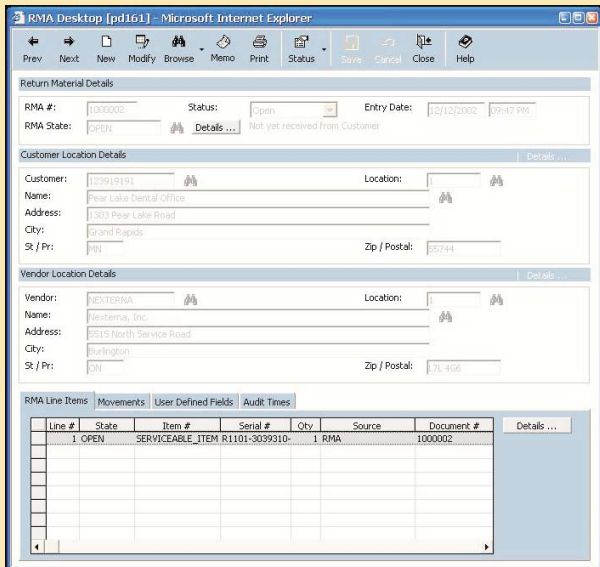 RMA Desktop [pd161] - Microsoft Internet Explorer
Prev Next New Modify Browse Memo Print Status Save Cancel Close Help
Return Material Details
RMA #: 1000002 Status: Open Entry Date: 12/12/2002 09:47 PM
RMA State: OPEN Details ... Not yet received from Customer
Customer Location Details | Details ...
Customer: 123919191 Location: 1
Name: Pear Lake Dental Office
Address: 1303 Pear Lake Road
City: Grand Rapids
St / Pr: MN Zip / Postal: 55744
Vendor Location Details | Details ...
Vendor: NEXTERNA Location: 1
Name: Nexterna, Inc.
Address: 5515 North Service Road
City: Burlington
St / Pr: ON Zip / Postal: L7L 4G6
RMA Line Items Movements User Defined Fields Audit Times
Line # State Item # Serial # Qty Source Document # Details ...
1 OPEN SERVICEABLE_ITEM R1101-3039310- 1 RMA 1000002